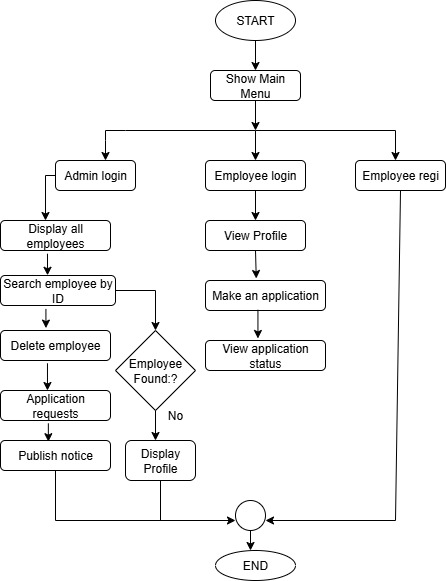 START
Show Main
Menu
Admin login
Employee login
Employee regi
Display all
employees
View Profile
Search employee by
ID
Make an application
Delete employee
Employee
Found:?
View application
status
Application
requests
No
Publish notice
Display
Profile
END